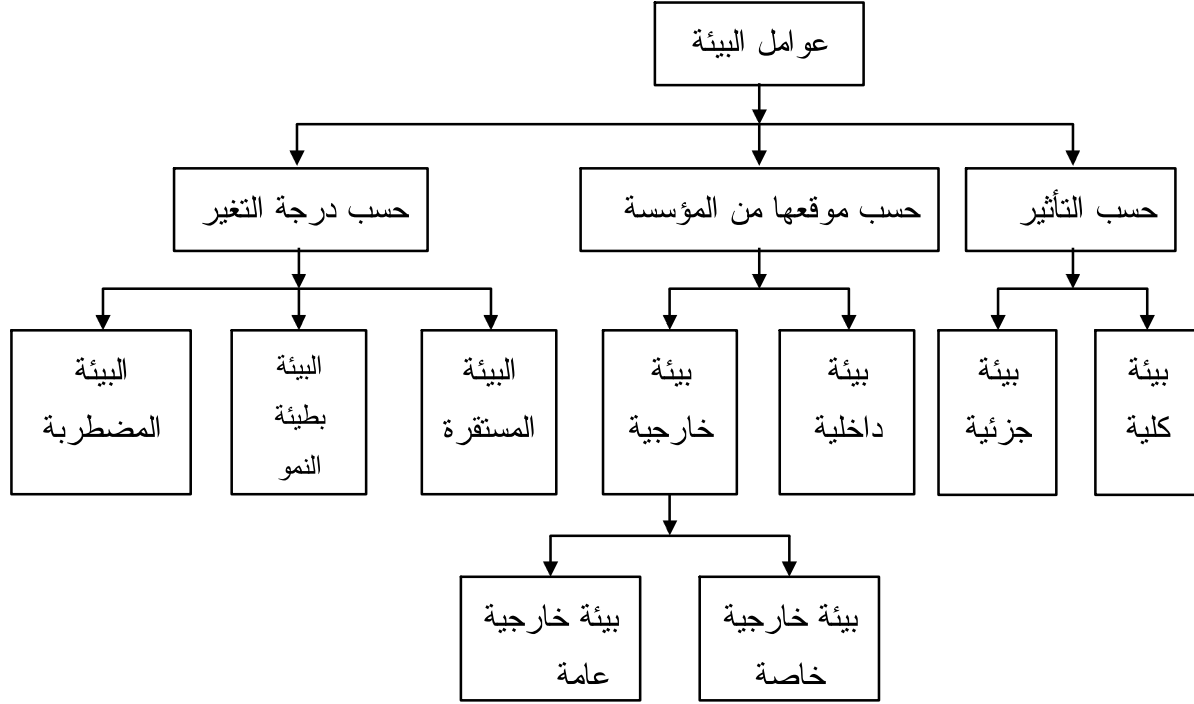 عوامل البيئة
حسب التأثير
حسب موقعها من المؤسسة
حسب درجة التغير
بيئة
كلية
بيئة
جزئية
بيئة
داخلية
بيئة
خارجية
البيئة
المستقرة
البيئة
بطيئة
النمو
البيئة
المضطربة
بيئة خارجية
خاصة
بيئة خارجية
عامة